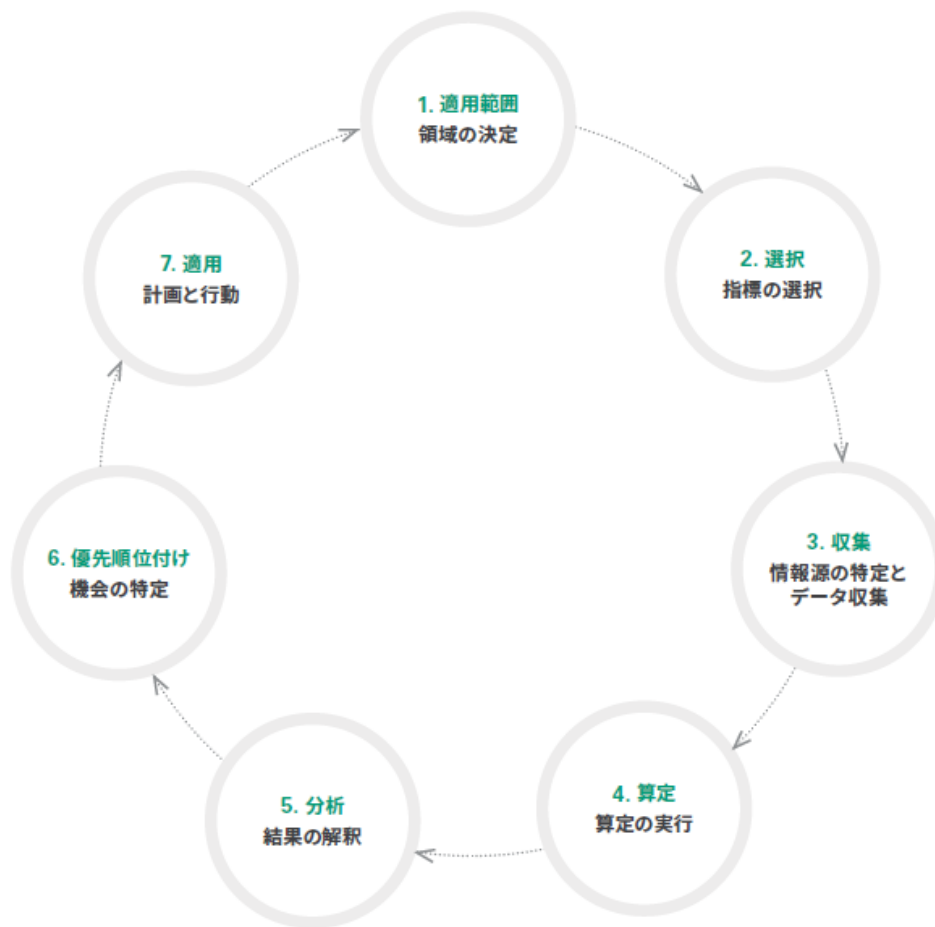 1. 適用範囲
領域の決定
2. 選択
指標の選択
3. 収集
情報源の特定と
データ収集
4. 算定
算定の実行
5. 分析
結果の解釈
6. 優先順位付け
機会の特定
7. 適用
計画と行動